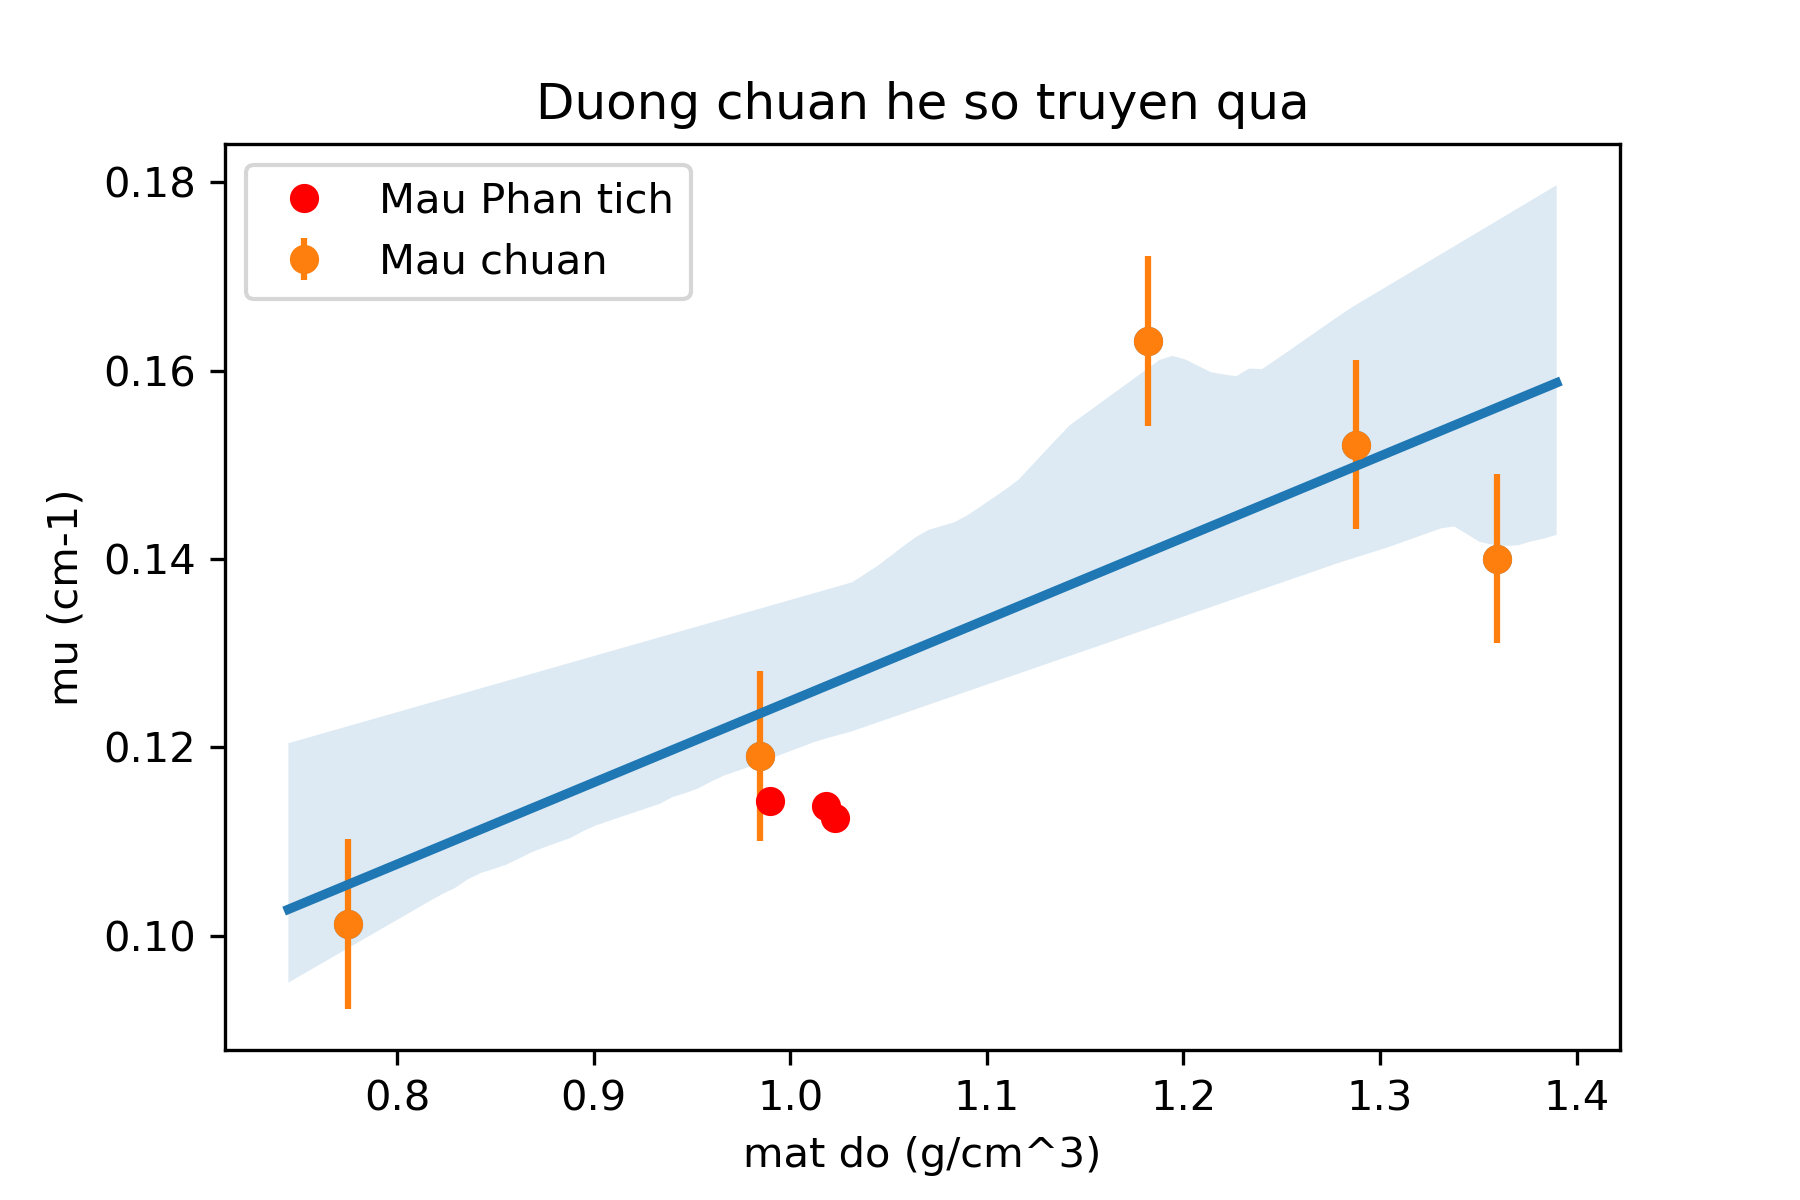 Duong chuan he so truyen qua
Mau Phan tich
Mau chuan
0.18
0.16
0.14
0.12
0.10
mu (cm-1)
0.8 0.9 1.0 1.1 1.2 1.3 1.4
mat do (g/cm^3)